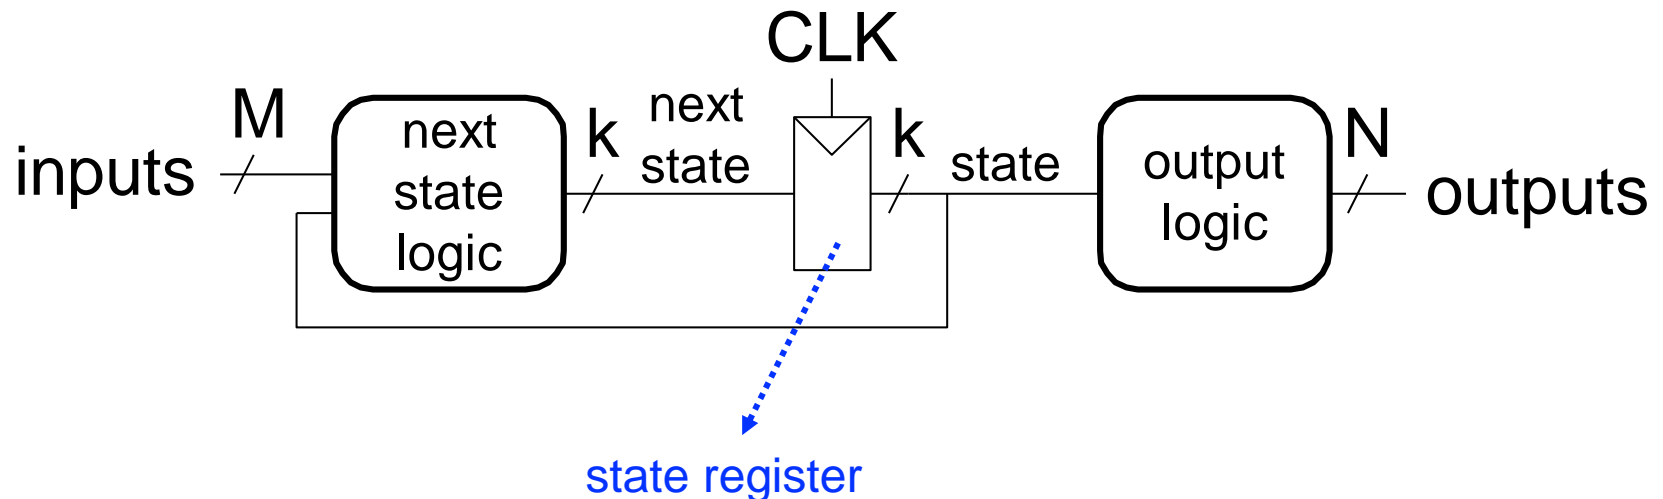 CLK
inputs
M
next
state
logic
k
next
state
k
state
output
logic
N
outputs
state register